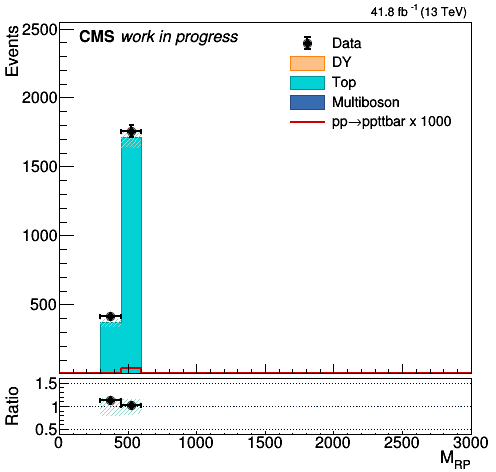 41.8 fb⁻¹ (13 TeV)
CMS work in progress
Data
DY
Top
Multiboson
pp→ppttbar x 1000
Events
2500
2000
1500
1000
500
Ratio
1.5
1
0.5
0 500 1000 1500 2000 2500 3000
M_RP